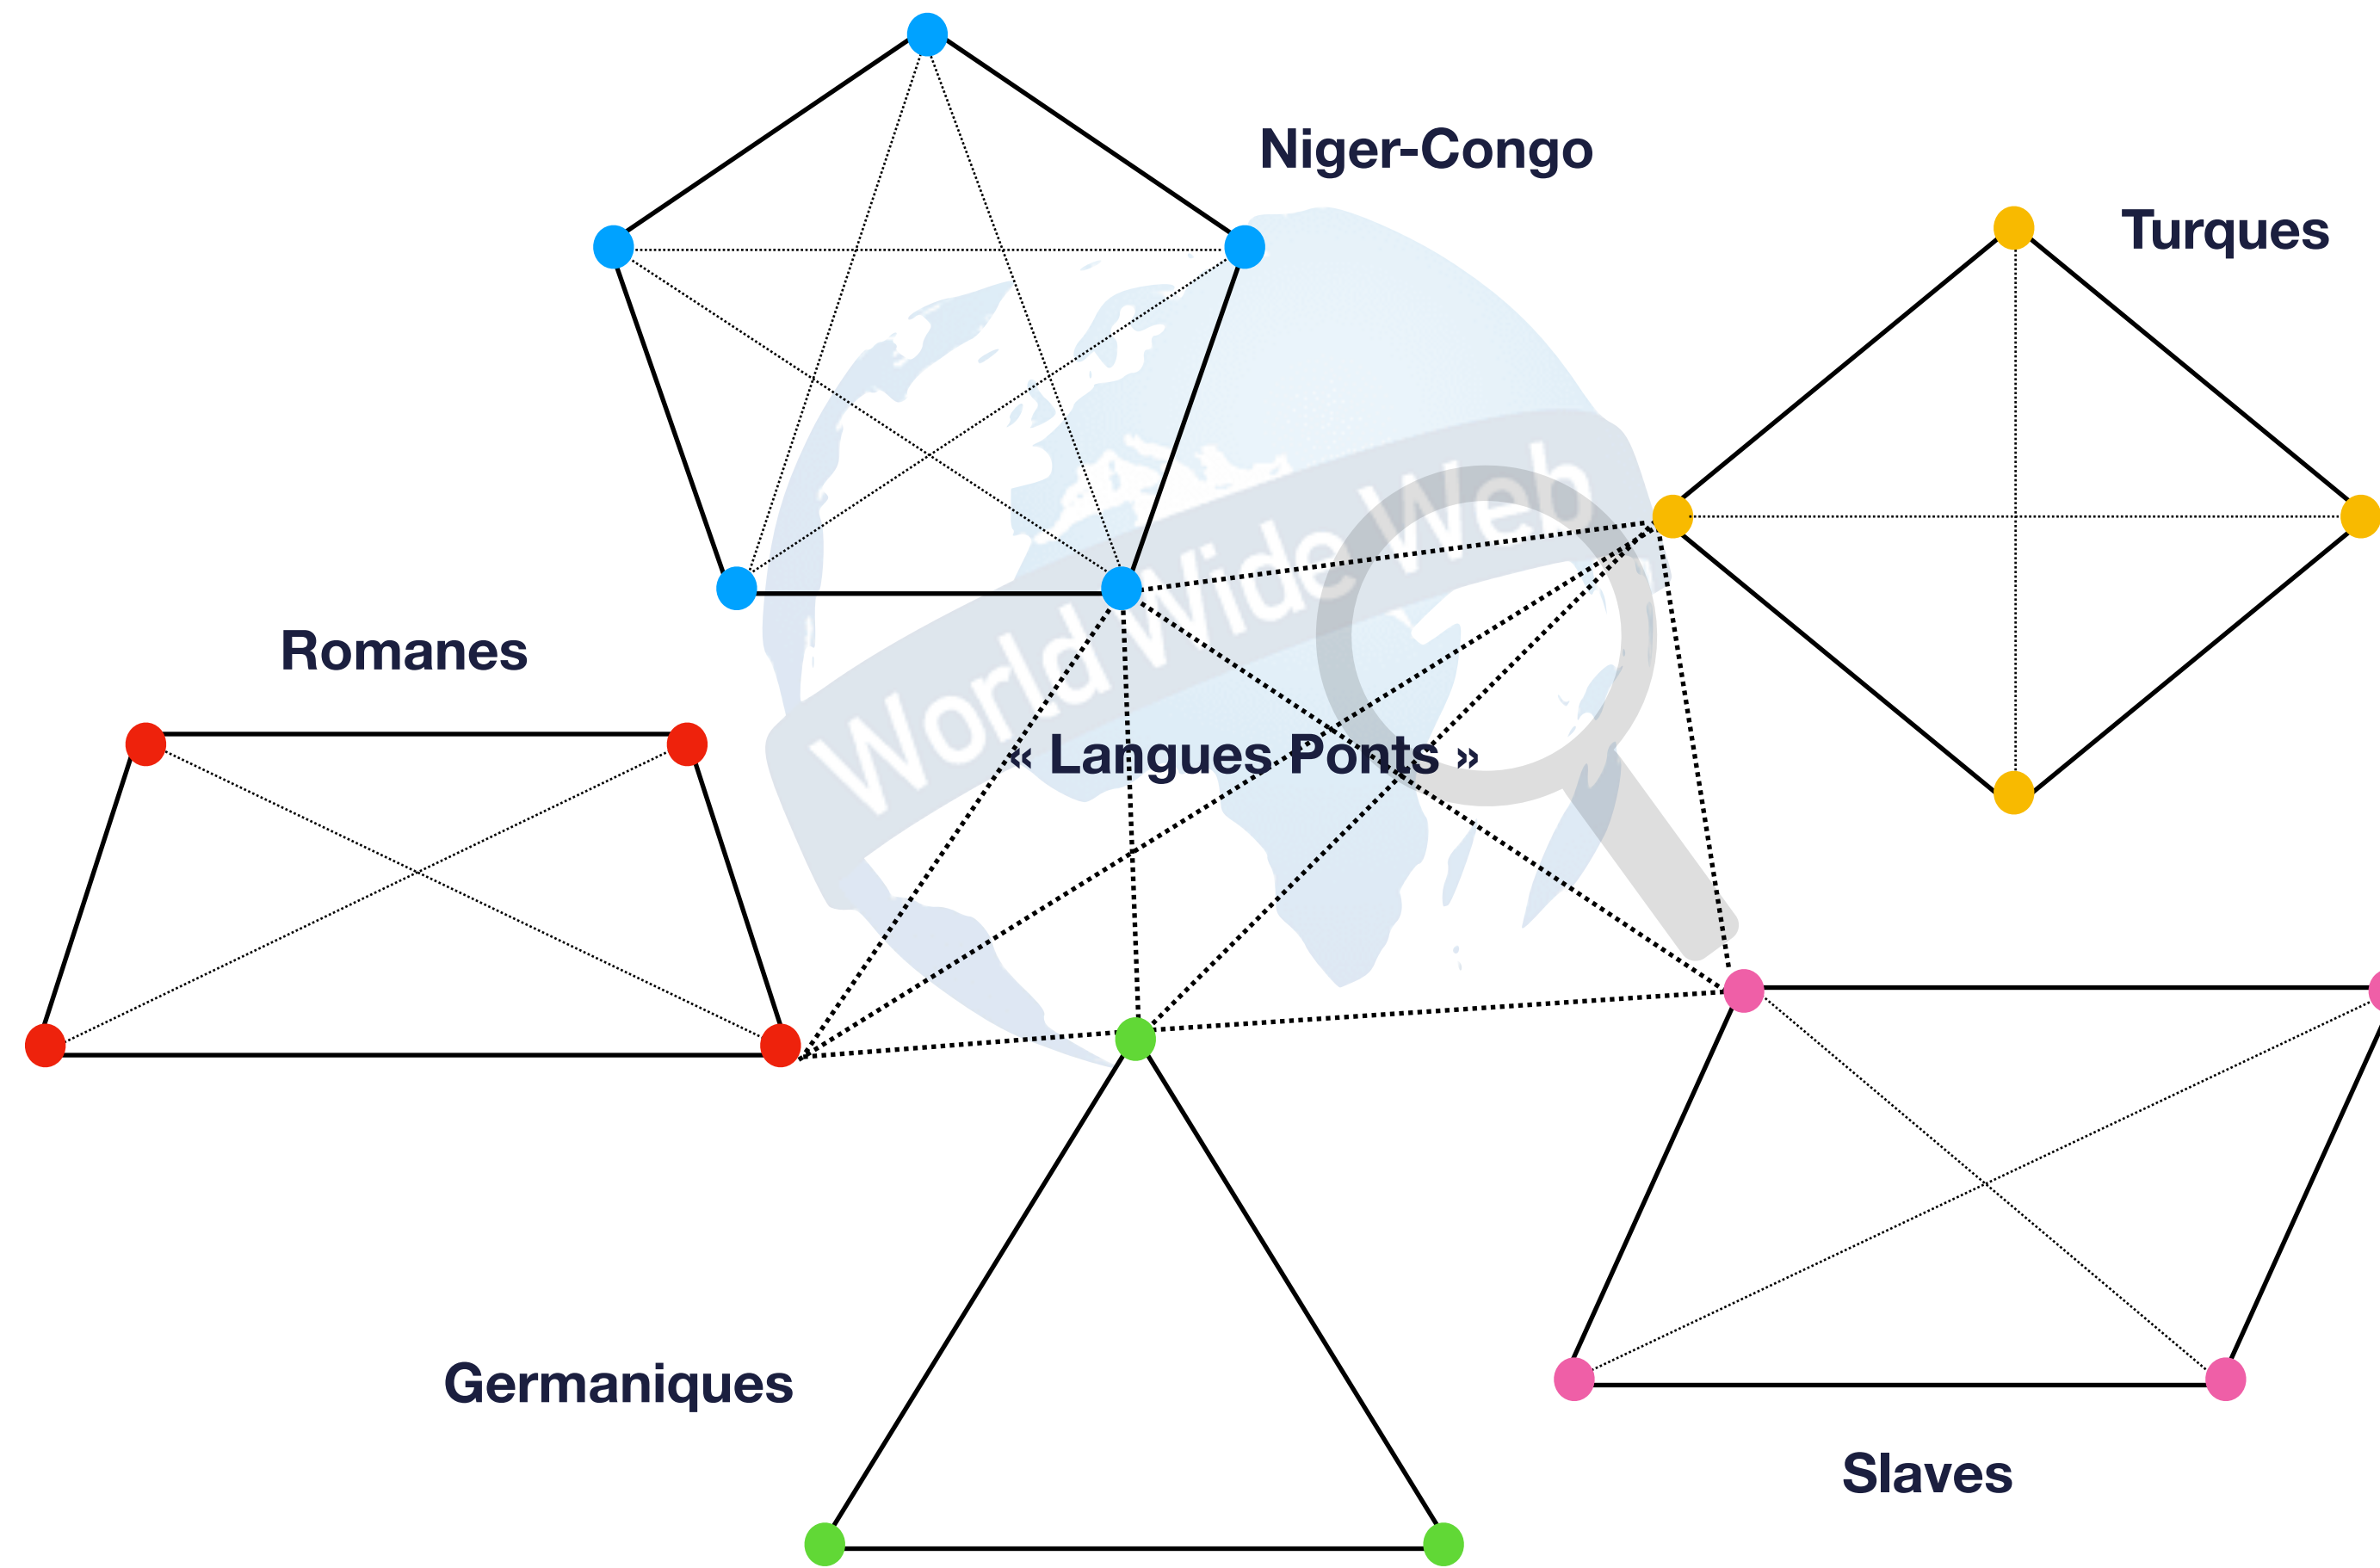 Niger-Congo
Turques
World Wide Web
Romanes
« Langues Ponts »
Germaniques
Slaves